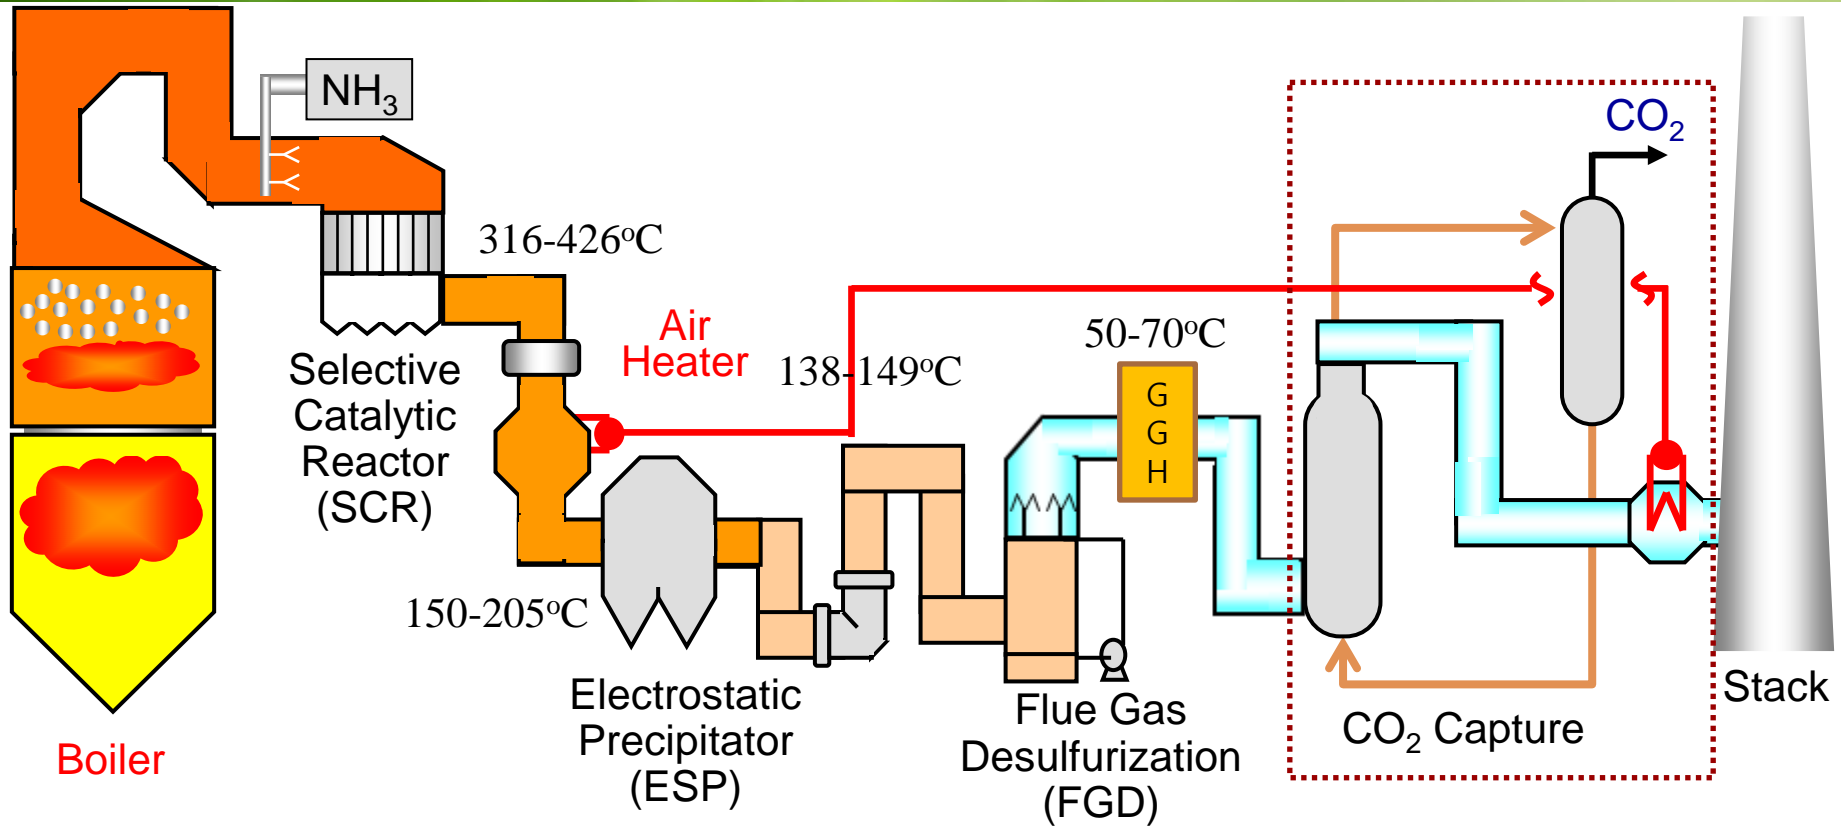 NH₃
CO₂
316-426°C
Air
Heater
50-70°C
138-149°C
Selective
Catalytic
Reactor
(SCR)
G
G
H
150-205°C
Electrostatic
Precipitator
(ESP)
Flue Gas
Desulfurization
(FGD)
CO₂ Capture
Stack
Boiler